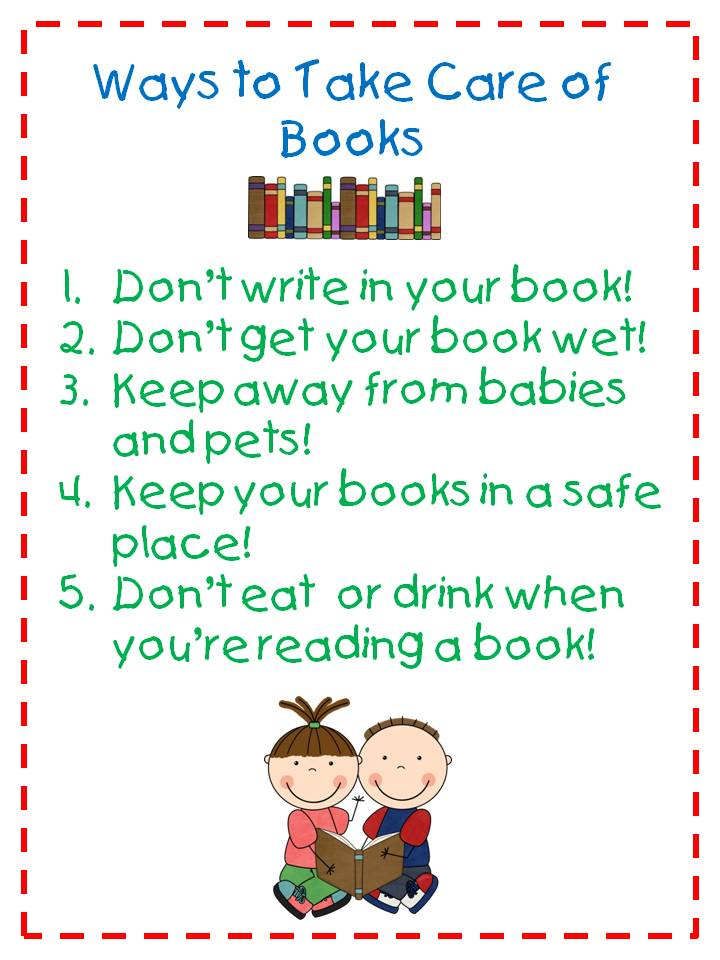 Ways to Take Care of
Books
1. Don't write in your book!
2. Don't get your book wet!
3. Keep away from babies
and pets!
4. Keep your books in a safe
place!
5. Don't eat or drink when
you're reading a book!